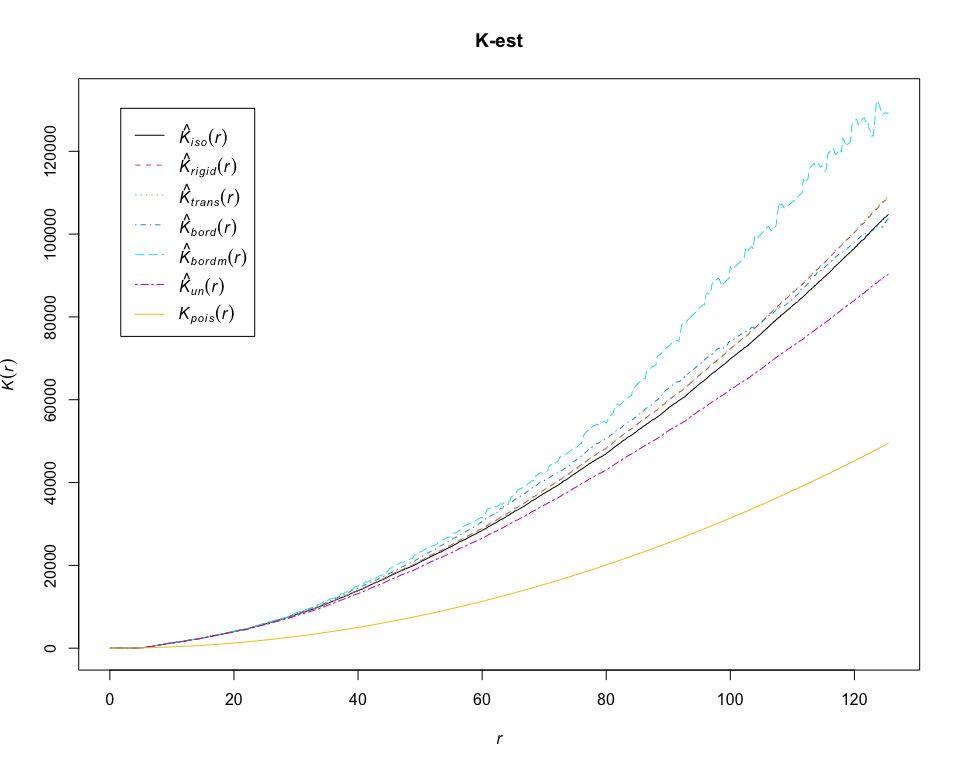 K-est
K̂iso(r)
K̂rigid(r)
K̂trans(r)
K̂bord(r)
K̂bordm(r)
K̂un(r)
Kpois(r)
K(r)
120000
100000
80000
60000
40000
20000
0
0 20 40 60 80 100 120
r